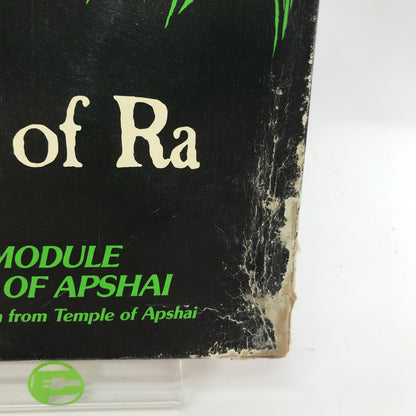 of Ra
MODULE
OF APSHAI
from Temple of Apshai